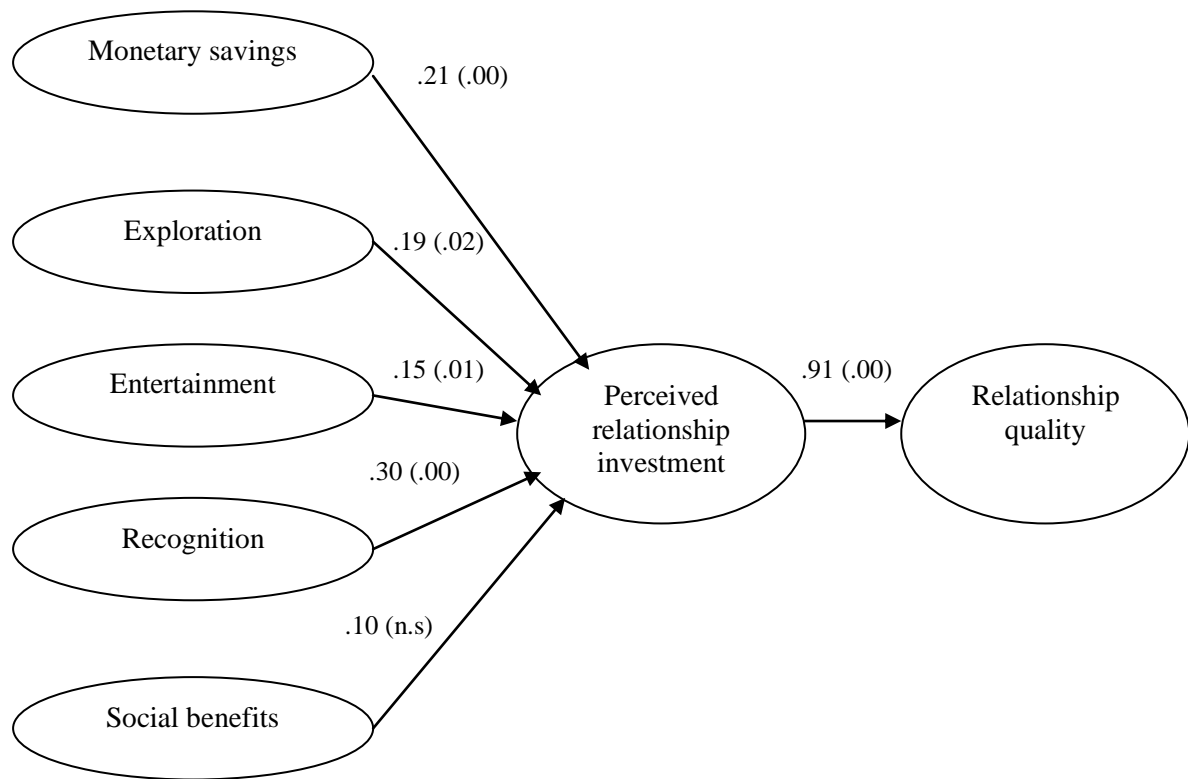 Monetary savings
.21 (.00)
Exploration
.19 (.02)
Entertainment
.15 (.01)
Perceived
relationship
investment
.91 (.00)
Relationship
quality
.30 (.00)
Recognition
.10 (n.s)
Social benefits